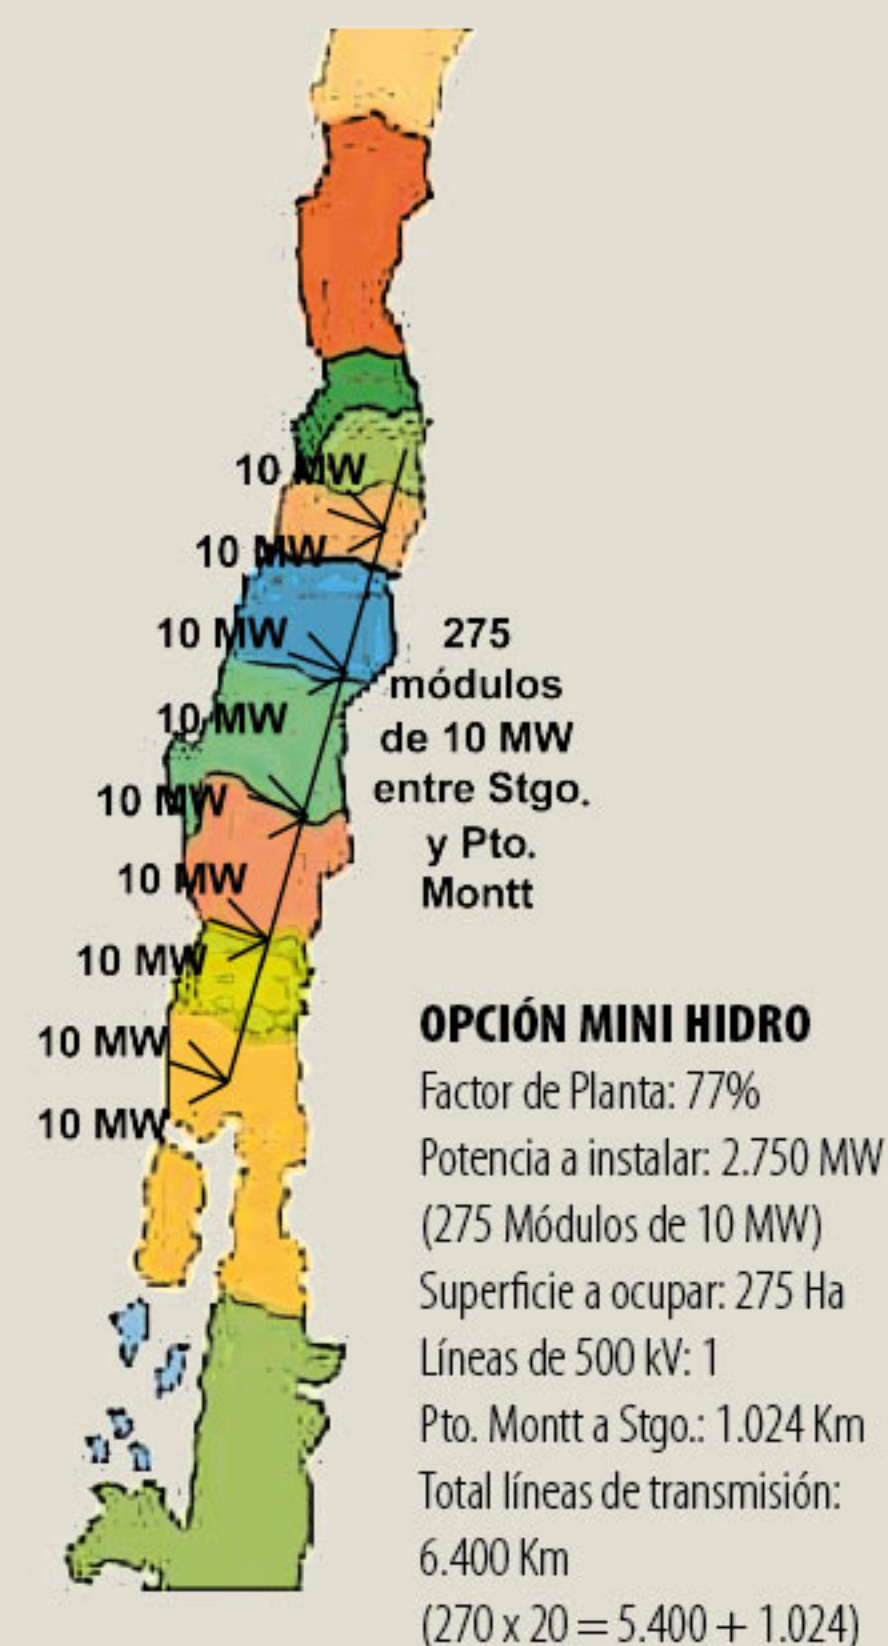 10 MW
10 MW
10 MW
10 MW
10 MW
10 MW
10 MW
10 MW
10 MW
275
módulos
de 10 MW
entre Stgo.
y Pto.
Montt
OPCIÓN MINI HIDRO
Factor de Planta: 77%
Potencia a instalar: 2.750 MW
(275 Módulos de 10 MW)
Superficie a ocupar: 275 Ha
Líneas de 500 kV: 1
Pto. Montt a Stgo.: 1.024 Km
Total líneas de transmisión:
6.400 Km
(270 x 20 = 5.400 + 1.024)